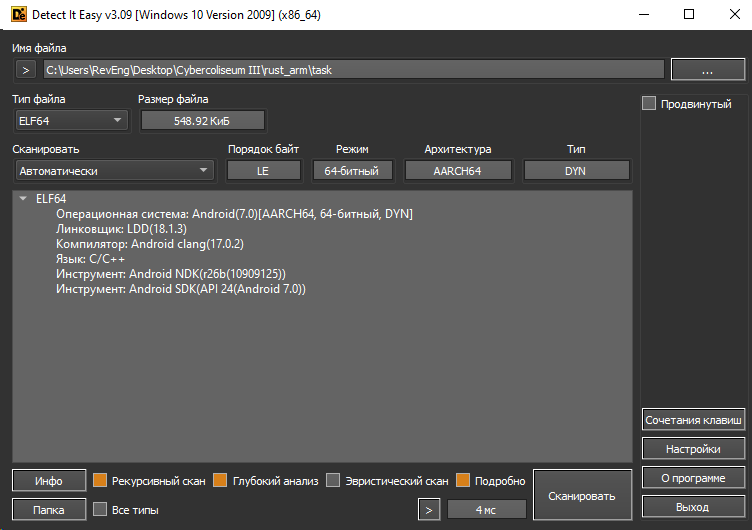 Detect It Easy v3.09 [Windows 10 Version 2009] (x86_64)
Имя файла
> C:\Users\RevEng\Desktop\Cybercoliseum III\rust_arm\task ...
Тип файла Размер файла
ELF64 548.92 КиБ
Продвинутый
Сканировать Порядок байт Режим Архитектура Тип
Автоматически LE 64-битный AARCH64 DYN
ELF64
Операционная система: Android(7.0)[AARCH64, 64-битный, DYN]
Линковщик: LDD(18.1.3)
Компилятор: Android clang(17.0.2)
Язык: C/C++
Инструмент: Android NDK(r26b(10909125))
Инструмент: Android SDK(API 24(Android 7.0))
Сочетания клавиш
Настройки
О программе
Выход
Инфо Рекурсивный скан Глубокий анализ Эвристический скан Подробно Сканировать
Папка Все типы > 4 мс